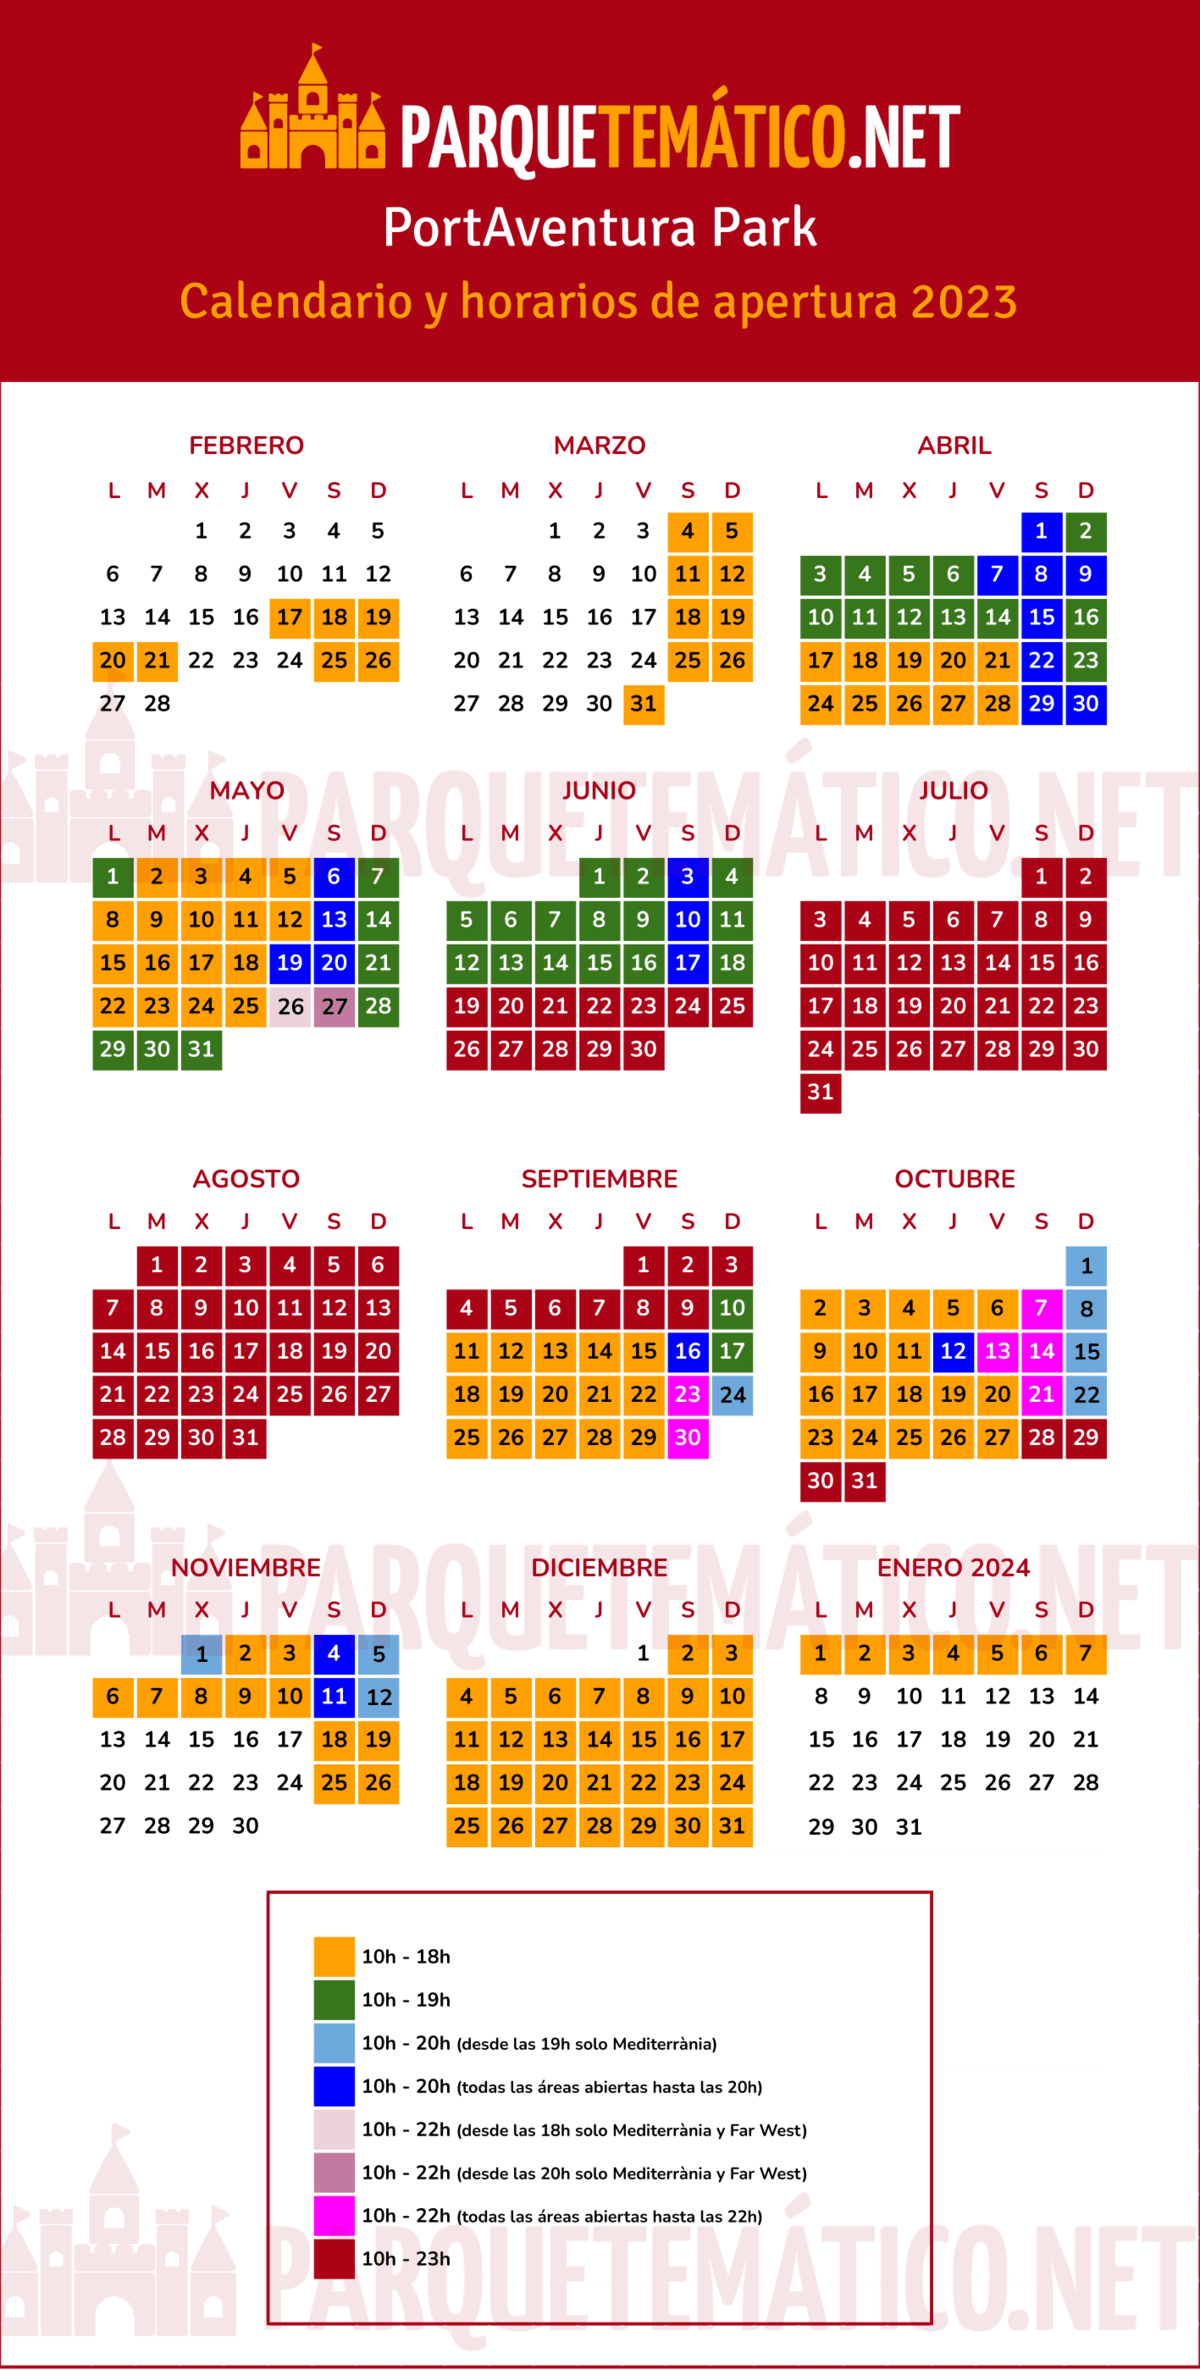 PARQUETEMÁTICO.NET
PortAventura Park
Calendario y horarios de apertura 2023
FEBRERO
L M X J V S D
1 2 3 4 5
6 7 8 9 10 11 12
13 14 15 16 17 18 19
20 21 22 23 24 25 26
27 28
MARZO
L M X J V S D
1 2 3 4 5
6 7 8 9 10 11 12
13 14 15 16 17 18 19
20 21 22 23 24 25 26
27 28 29 30 31
ABRIL
L M X J V S D
1 2
3 4 5 6 7 8 9
10 11 12 13 14 15 16
17 18 19 20 21 22 23
24 25 26 27 28 29 30
PARQUETEMÁTICO.NET
MAYO
L M X J V S D
1 2 3 4 5 6 7
8 9 10 11 12 13 14
15 16 17 18 19 20 21
22 23 24 25 26 27 28
29 30 31
JUNIO
L M X J V S D
1 2 3 4
5 6 7 8 9 10 11
12 13 14 15 16 17 18
19 20 21 22 23 24 25
26 27 28 29 30
JULIO
L M X J V S D
1 2
3 4 5 6 7 8 9
10 11 12 13 14 15 16
17 18 19 20 21 22 23
24 25 26 27 28 29 30
31
AGOSTO
L M X J V S D
1 2 3 4 5 6
7 8 9 10 11 12 13
14 15 16 17 18 19 20
21 22 23 24 25 26 27
28 29 30 31
SEPTIEMBRE
L M X J V S D
1 2 3
4 5 6 7 8 9 10
11 12 13 14 15 16 17
18 19 20 21 22 23 24
25 26 27 28 29 30
OCTUBRE
L M X J V S D
1
2 3 4 5 6 7 8
9 10 11 12 13 14 15
16 17 18 19 20 21 22
23 24 25 26 27 28 29
30 31
PARQUETEMÁTICO.NET
NOVIEMBRE
L M X J V S D
1 2 3 4 5
6 7 8 9 10 11 12
13 14 15 16 17 18 19
20 21 22 23 24 25 26
27 28 29 30
DICIEMBRE
L M X J V S D
1 2 3
4 5 6 7 8 9 10
11 12 13 14 15 16 17
18 19 20 21 22 23 24
25 26 27 28 29 30 31
ENERO 2024
L M X J V S D
1 2 3 4 5 6 7
8 9 10 11 12 13 14
15 16 17 18 19 20 21
22 23 24 25 26 27 28
29 30 31
10h - 18h
10h - 19h
10h - 20h (desde las 19h solo Mediterrània)
10h - 20h (todas las áreas abiertas hasta las 20h)
10h - 22h (desde las 18h solo Mediterrània y Far West)
10h - 22h (desde las 20h solo Mediterrània y Far West)
10h - 22h (todas las áreas abiertas hasta las 22h)
10h - 23h
PARQUETEMÁTICO.NET